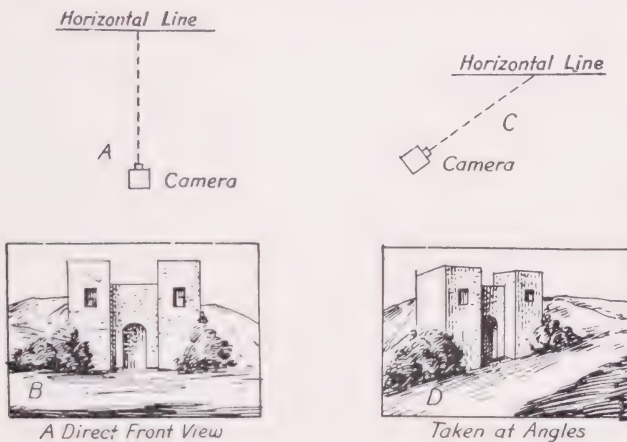 Horizontal Line
A
Camera
Horizontal Line
C
Camera
B
A Direct Front View
D
Taken at Angles